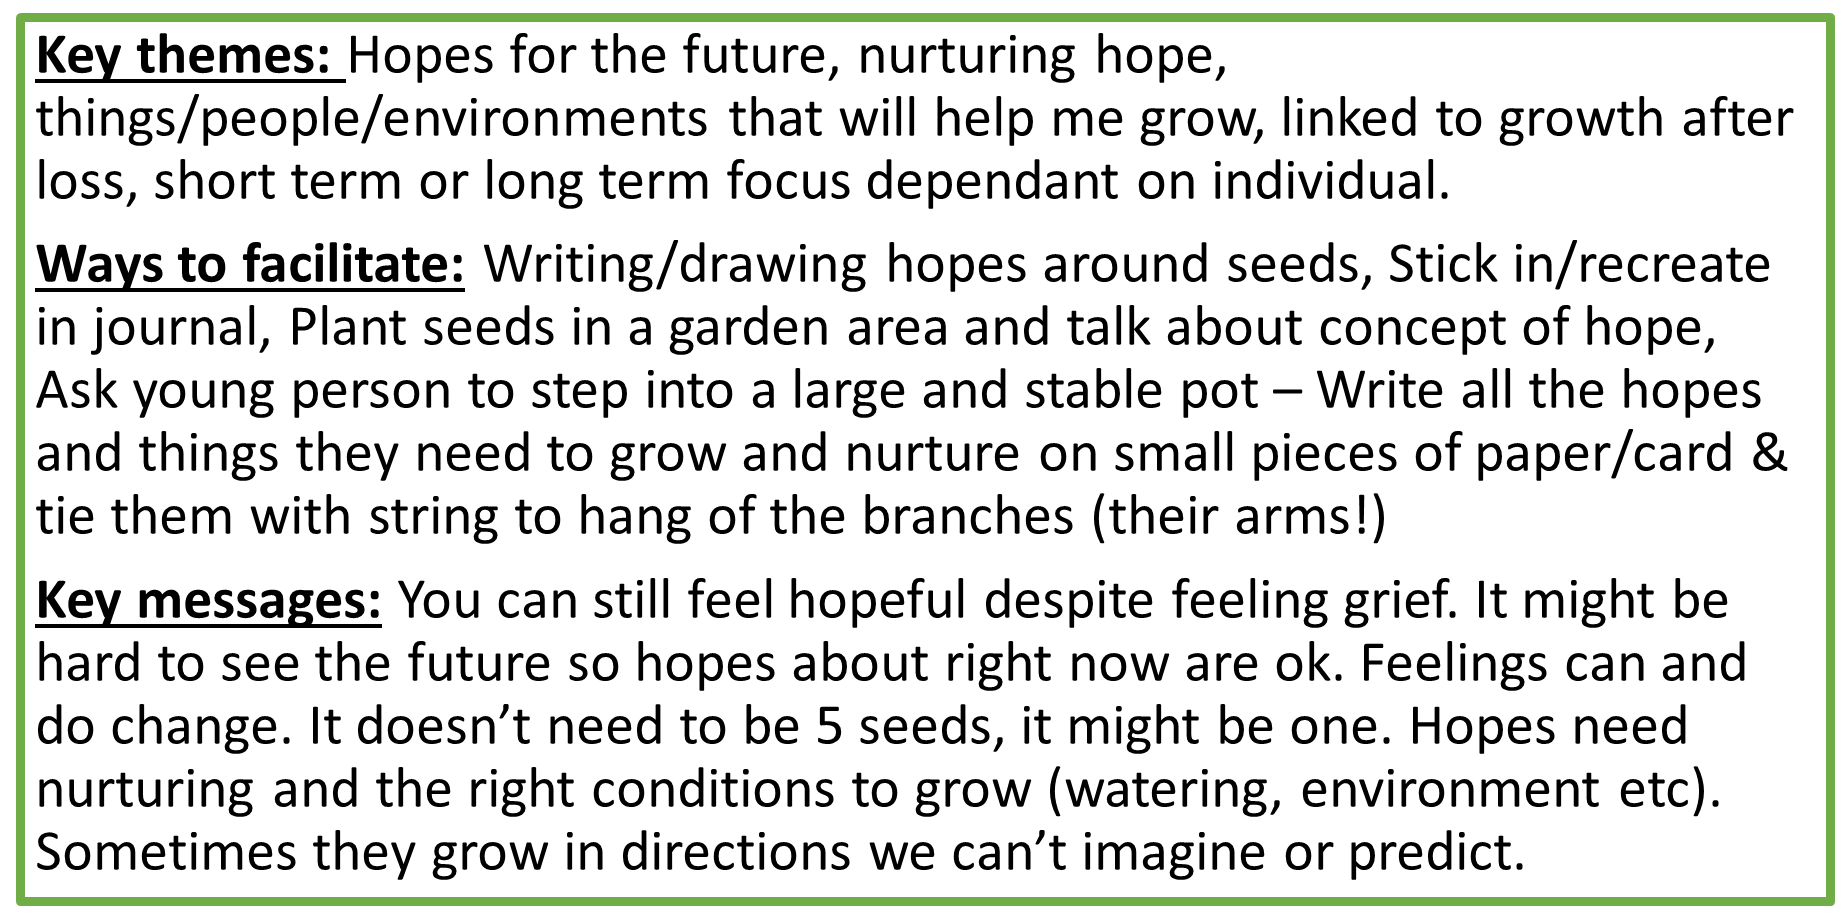 Key themes: Hopes for the future, nurturing hope,
things/people/environments that will help me grow, linked to growth after
loss, short term or long term focus dependant on individual.
Ways to facilitate: Writing/drawing hopes around seeds, Stick in/recreate
in journal, Plant seeds in a garden area and talk about concept of hope,
Ask young person to step into a large and stable pot – Write all the hopes
and things they need to grow and nurture on small pieces of paper/card &
tie them with string to hang of the branches (their arms!)
Key messages: You can still feel hopeful despite feeling grief. It might be
hard to see the future so hopes about right now are ok. Feelings can and
do change. It doesn’t need to be 5 seeds, it might be one. Hopes need
nurturing and the right conditions to grow (watering, environment etc).
Sometimes they grow in directions we can’t imagine or predict.